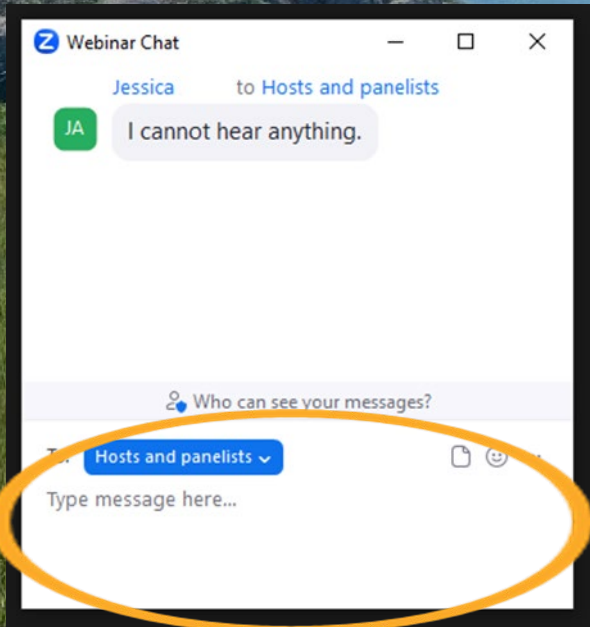 Webinar Chat
Jessica to Hosts and panelists
JA I cannot hear anything.
Who can see your messages?
To: Hosts and panelists
Type message here...